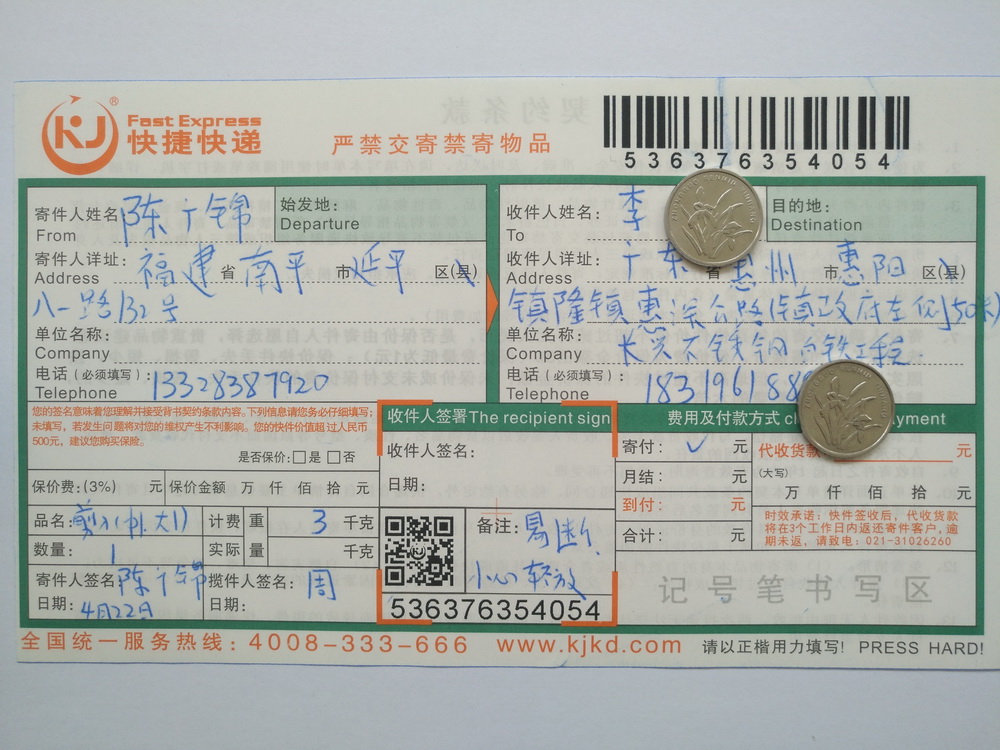 KJ® Fast Express
快捷快递
严禁交寄禁寄物品
536376354054
寄件人姓名 陈广锦
From
始发地:
Departure
寄件人详址: 福建 省 南平 市 延平 区(县)
Address
八一路132号
单位名称:
Company
电话(必须填写): 13328387920
Telephone
收件人姓名: 李
To
目的地:
Destination
收件人详址: 广东 省 惠州 市 惠阳 区(县)
Address
镇隆镇惠深公路(镇政府左侧50米)
单位名称: 长兴不锈钢白铁工程
Company
电话(必须填写): 183196188
Telephone
您的签名意味着您理解并接受背书契约的条款内容。下列信息请您务必仔细填写;
未填写,若发生问题将对您的维权产生不利影响。您的快件价值超过人民币
500元,建议您购买保险。
是否保价: □是 □否
保价费:(3%) 元 保价金额 万 仟 佰 拾 元
品名: 计费 重 3 千克
数量: 1 实际 量 千克
寄件人签名 陈广锦
日期: 4月22日
揽件人签名: 周
日期:
收件人签署The recipient sign
收件人签名:
日期:
备注: 易断
小心轻放
536376354054
费用及付款方式 yment
寄付: ✓ 元
月结: 元
到付: 元
合计: 元
代收货款 元
(大写)
万 仟 佰 拾 元
时效承诺: 快件签收后,代收货款
将在3个工作日内返还寄件客户,逾
期未返,请致电: 021-31026260
记号笔书写区
全国统一服务热线: 4008-333-666 www.kjkd.com 请以正楷用力填写! PRESS HARD!